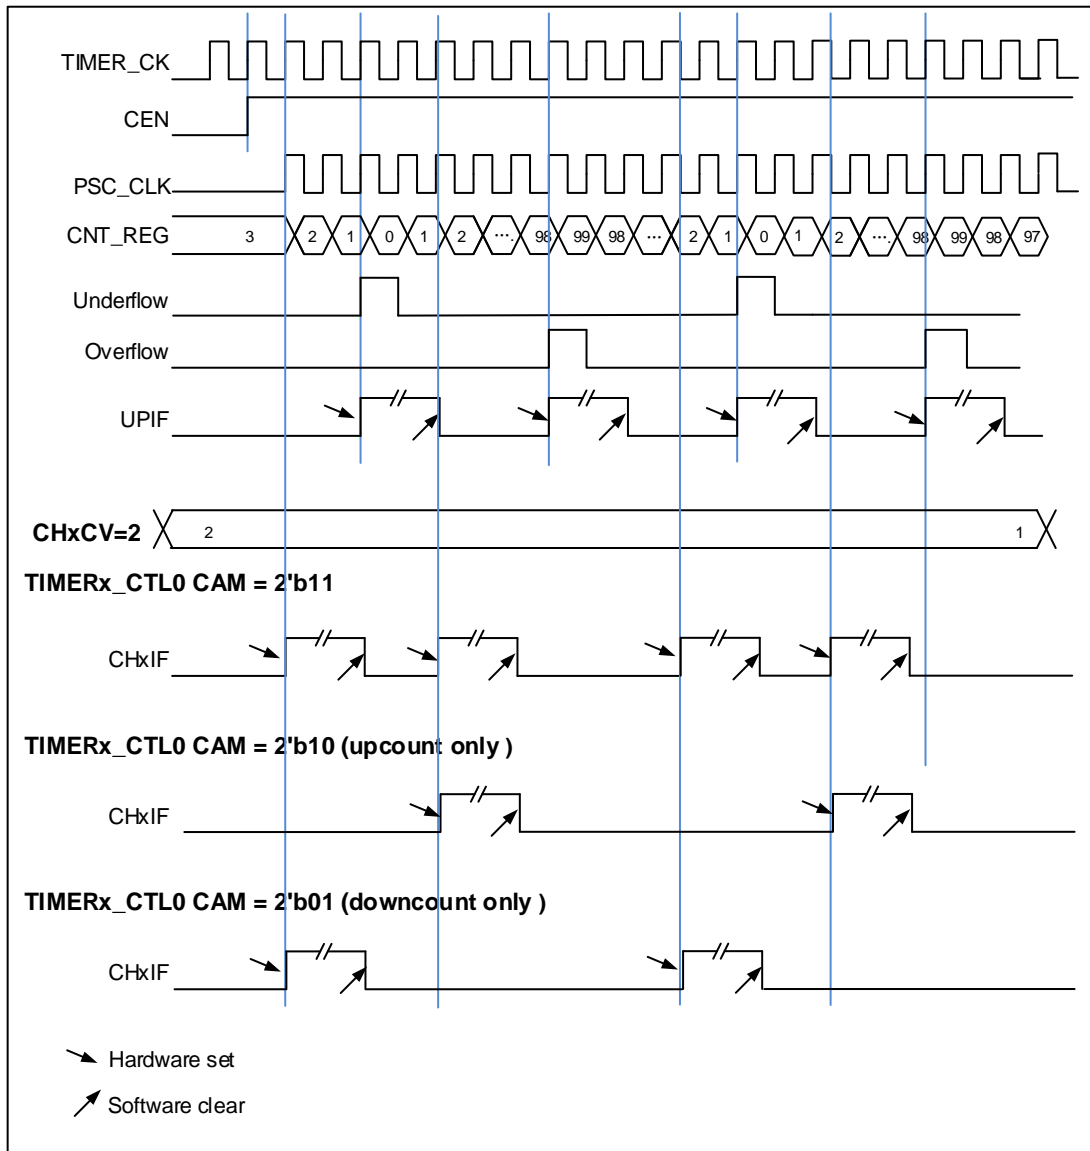 TIMER_CK
CEN
PSC_CLK
CNT_REG 3 2 1 0 1 2 .... 98 99 98 ... 2 1 0 1 2 .... 98 99 98 97
Underflow
Overflow
UPIF
CHxCV=2 2 1
TIMERx_CTL0 CAM = 2'b11
CHxIF
TIMERx_CTL0 CAM = 2'b10 (upcount only )
CHxIF
TIMERx_CTL0 CAM = 2'b01 (downcount only )
CHxIF
Hardware set
Software clear